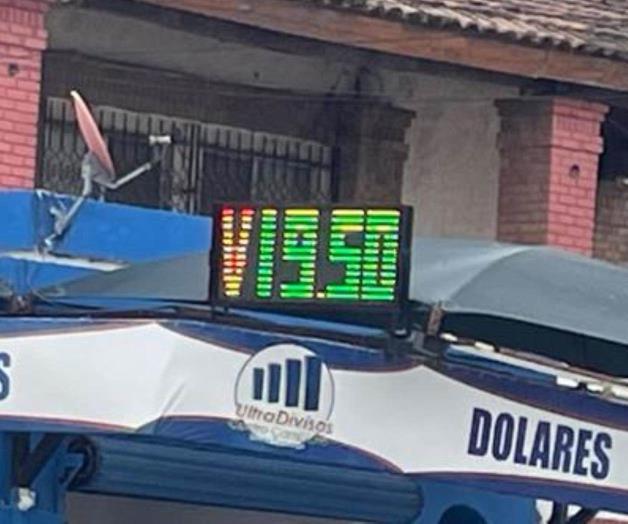 V19.50
S
UltraDivisas
DOLARES